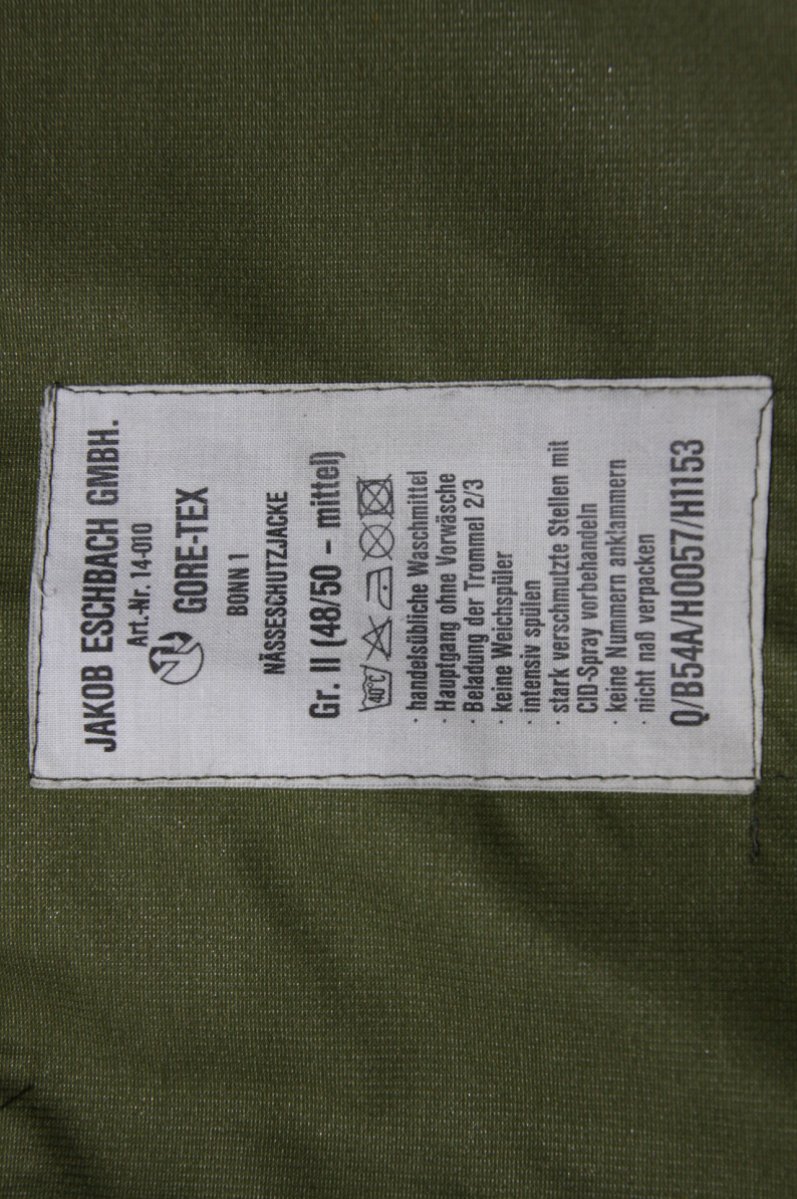 JAKOB ESCHBACH GMBH.
Art.-Nr. 14-010
GORE-TEX
BONN 1
NÄSSESCHUTZJACKE
Gr. II (48/50 – mittel)
40°C
· handelsübliche Waschmittel
· Hauptgang ohne Vorwäsche
· Beladung der Trommel 2/3
· keine Weichspüler
· intensiv spülen
· stark verschmutzte Stellen mit
CID-Spray vorbehandeln
· keine Nummern anklammern
· nicht naß verpacken
Q/B54A/H0057/H1153